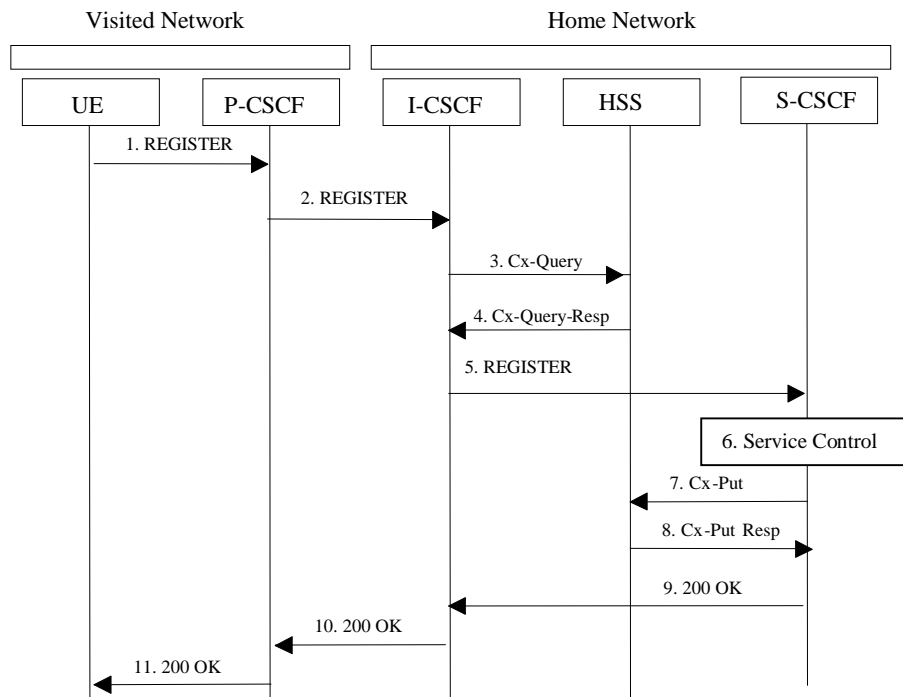 Visited Network
Home Network
UE
P-CSCF
I-CSCF
HSS
S-CSCF
1. REGISTER
2. REGISTER
3. Cx-Query
4. Cx-Query-Resp
5. REGISTER
6. Service Control
7. Cx-Put
8. Cx-Put Resp
9. 200 OK
10. 200 OK
11. 200 OK